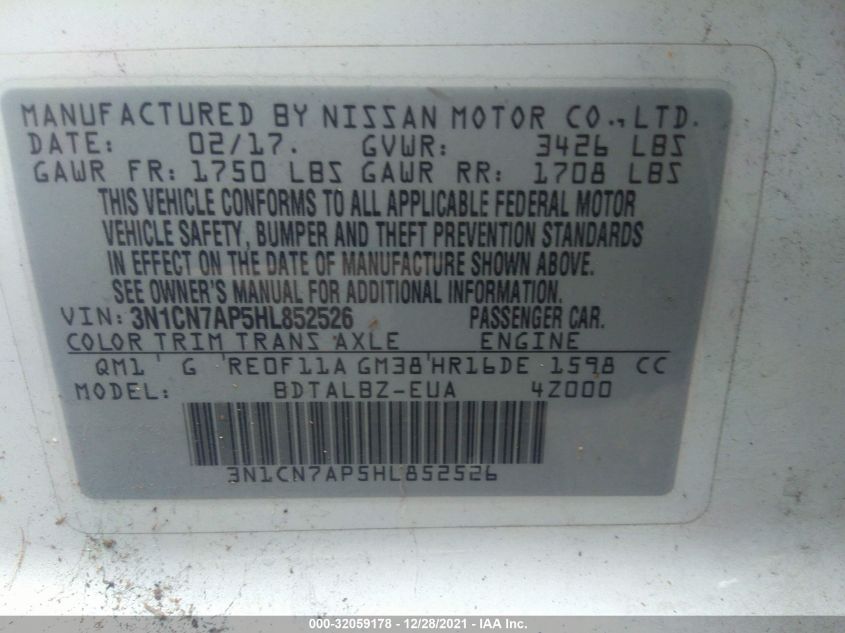 MANUFACTURED BY NISSAN MOTOR CO., LTD.
DATE: 02/17. GVWR: 3426 LBS
GAWR FR: 1750 LBS GAWR RR: 1708 LBS
THIS VEHICLE CONFORMS TO ALL APPLICABLE FEDERAL MOTOR
VEHICLE SAFETY, BUMPER AND THEFT PREVENTION STANDARDS
IN EFFECT ON THE DATE OF MANUFACTURE SHOWN ABOVE.
SEE OWNER'S MANUAL FOR ADDITIONAL INFORMATION.
VIN: 3N1CN7AP5HL852526 PASSENGER CAR.
COLOR TRIM TRANS AXLE ENGINE
QM1 ' G 'RE0F11A GM38'HR16DE 1598 CC
MODEL: BDTALBZ-EUA 4Z000
3N1CN7AP5HL852526
000-32059178 - 12/28/2021 - IAA Inc.